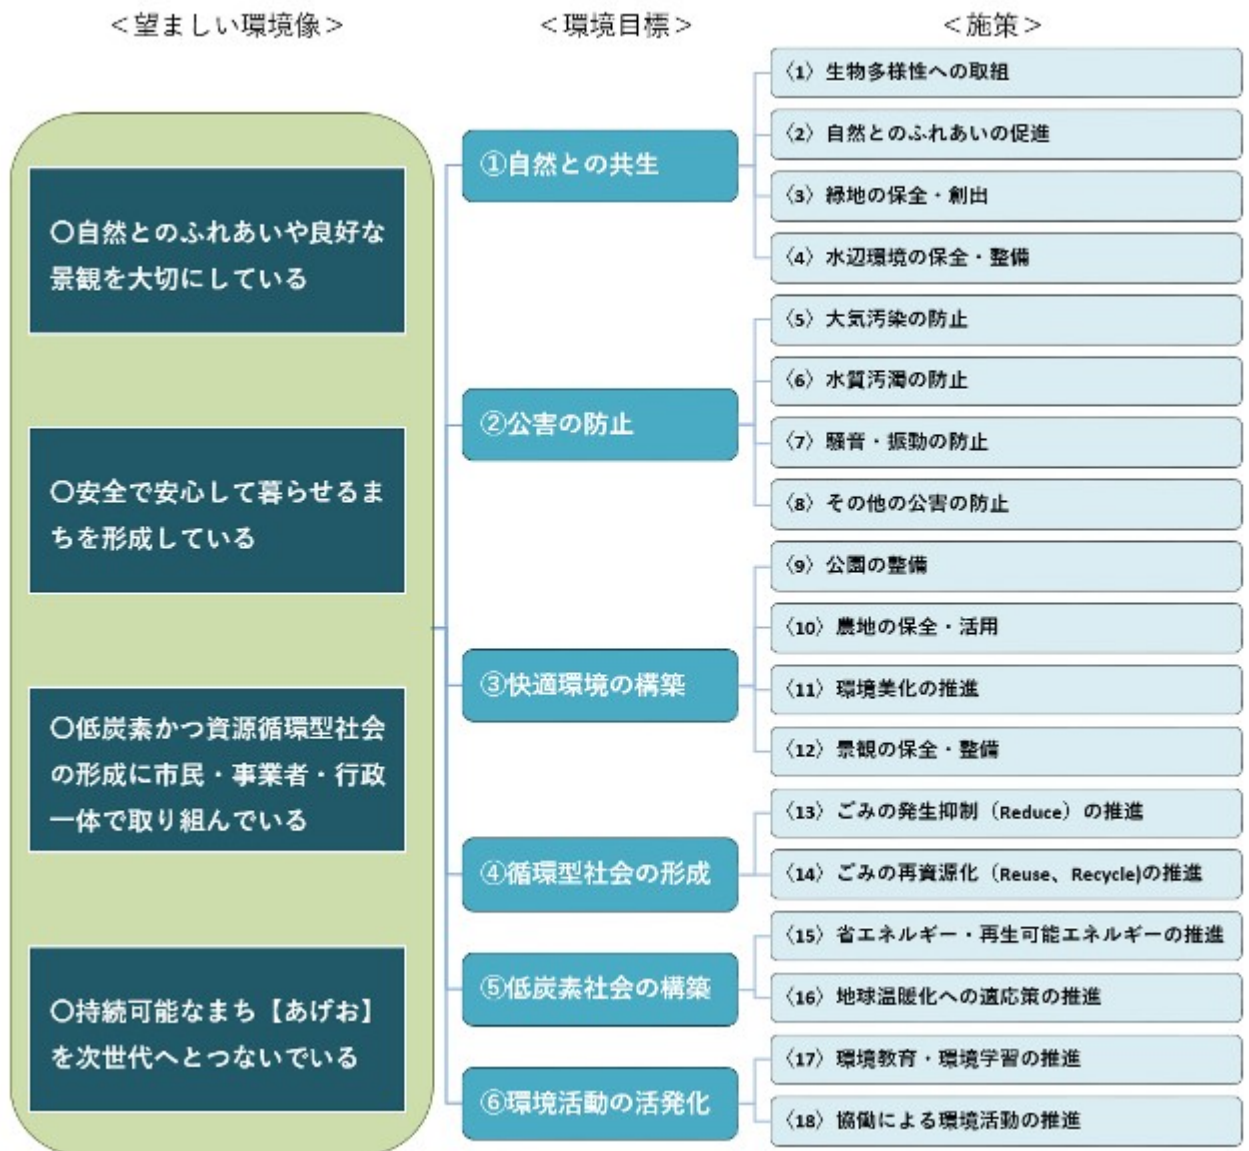 ＜望ましい環境像＞
＜環境目標＞
＜施策＞
〇自然とのふれあいや良好な
景観を大切にしている
〇安全で安心して暮らせるま
ちを形成している
〇低炭素かつ資源循環型社会
の形成に市民・事業者・行政
一体で取り組んでいる
〇持続可能なまち【あげお】
を次世代へとつないでいる
①自然との共生
②公害の防止
③快適環境の構築
④循環型社会の形成
⑤低炭素社会の構築
⑥環境活動の活発化
〈1〉生物多様性への取組
〈2〉自然とのふれあいの促進
〈3〉緑地の保全・創出
〈4〉水辺環境の保全・整備
〈5〉大気汚染の防止
〈6〉水質汚濁の防止
〈7〉騒音・振動の防止
〈8〉その他の公害の防止
〈9〉公園の整備
〈10〉農地の保全・活用
〈11〉環境美化の推進
〈12〉景観の保全・整備
〈13〉ごみの発生抑制（Reduce）の推進
〈14〉ごみの再資源化（Reuse、Recycle)の推進
〈15〉省エネルギー・再生可能エネルギーの推進
〈16〉地球温暖化への適応策の推進
〈17〉環境教育・環境学習の推進
〈18〉協働による環境活動の推進